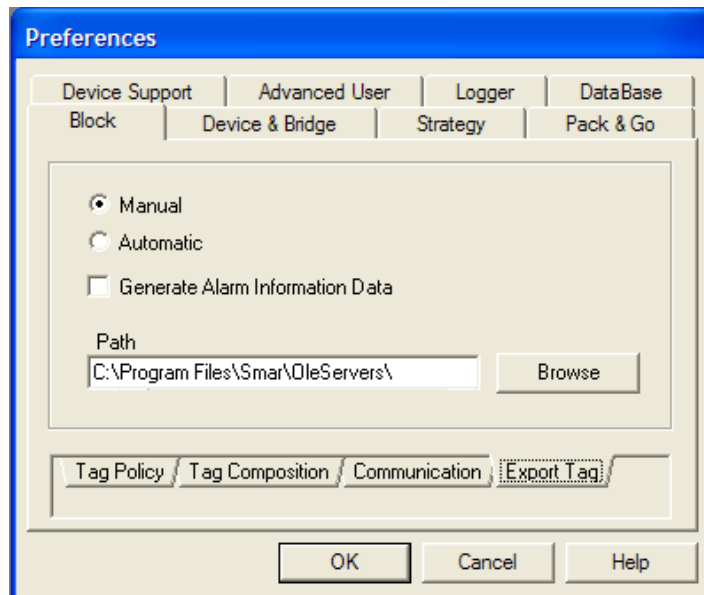 Preferences
Device Support Advanced User Logger DataBase
Block Device & Bridge Strategy Pack & Go
Manual
Automatic
Generate Alarm Information Data
Path
C:\Program Files\Smar\OleServers\ Browse
Tag Policy Tag Composition Communication Export Tag
OK Cancel Help